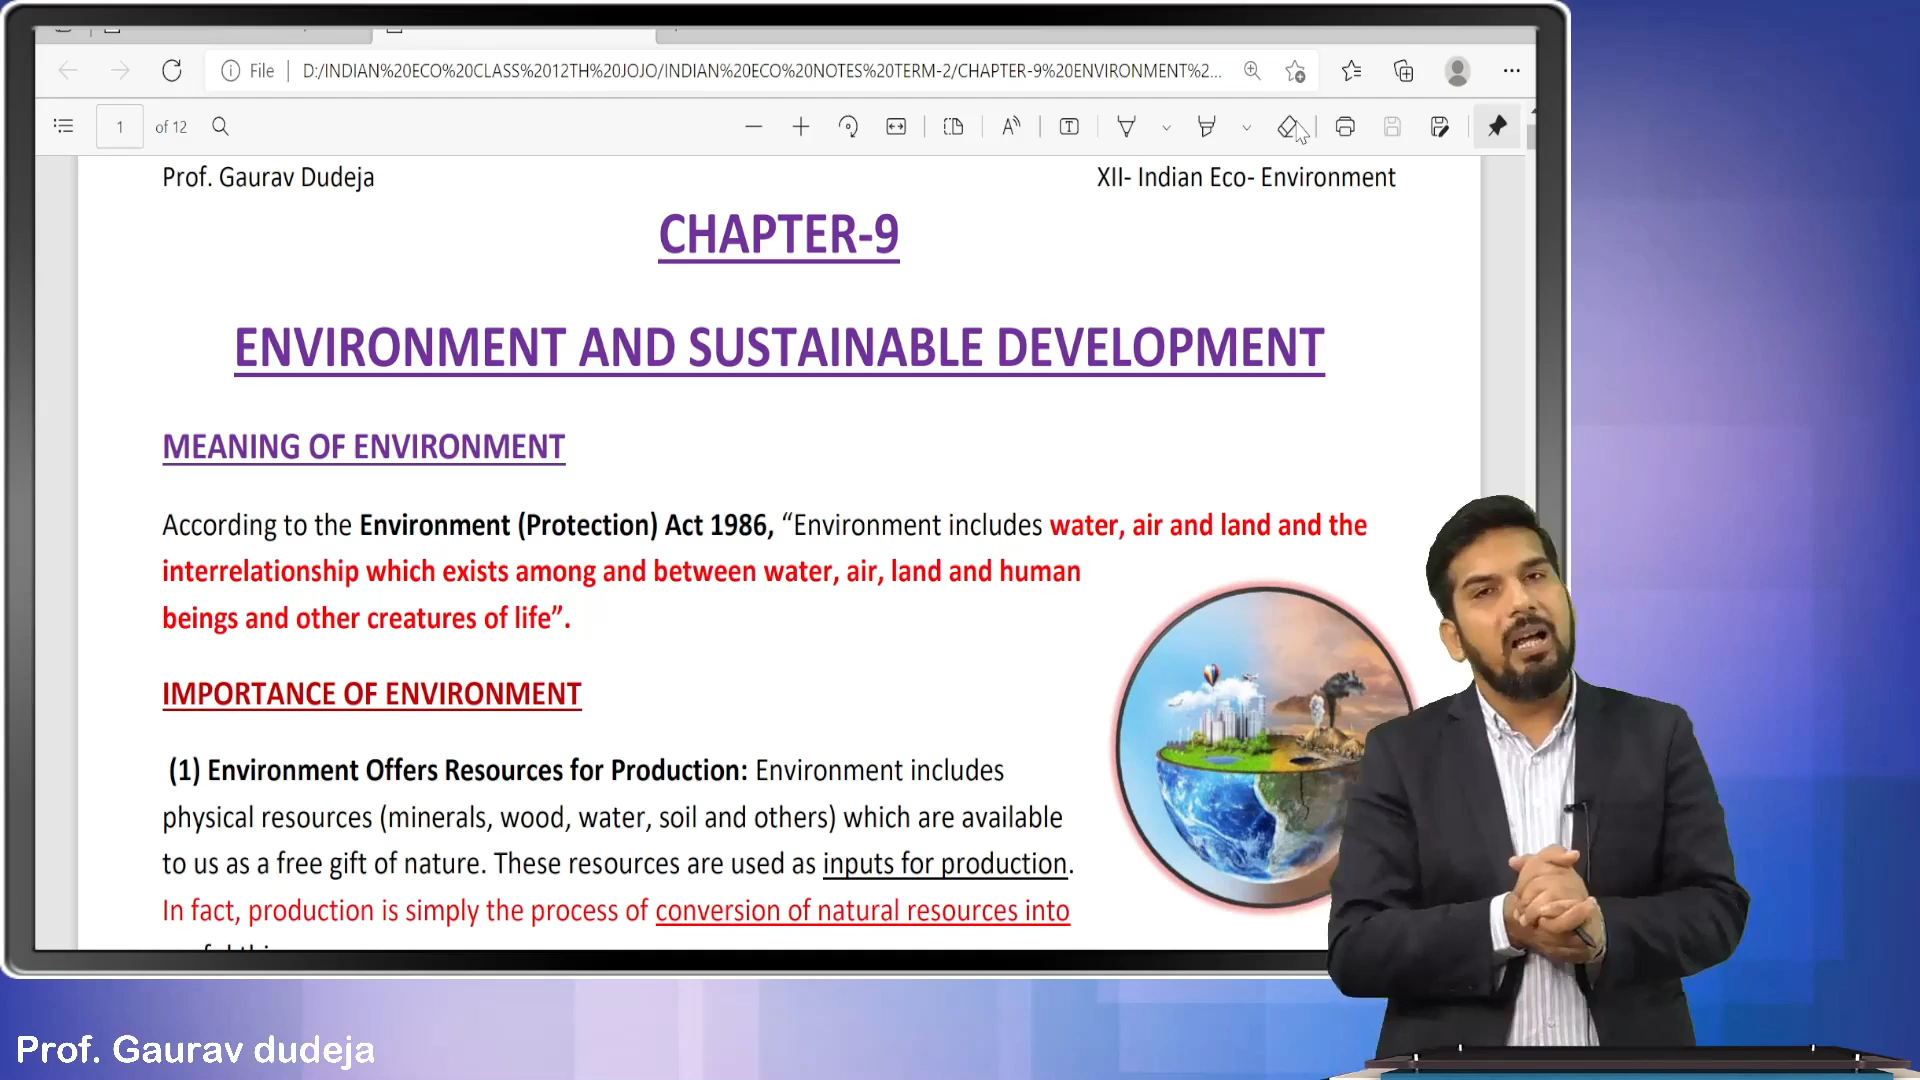 File D:/INDIAN%20ECO%20CLASS%2012TH%20JOJO/INDIAN%20ECO%20NOTES%20TERM-2/CHAPTER-9%20ENVIRONMENT%2...
1 of 12
Prof. Gaurav Dudeja XII- Indian Eco- Environment
CHAPTER-9
ENVIRONMENT AND SUSTAINABLE DEVELOPMENT
MEANING OF ENVIRONMENT
According to the Environment (Protection) Act 1986, “Environment includes water, air and land and the
interrelationship which exists among and between water, air, land and human
beings and other creatures of life”.
IMPORTANCE OF ENVIRONMENT
(1) Environment Offers Resources for Production: Environment includes
physical resources (minerals, wood, water, soil and others) which are available
to us as a free gift of nature. These resources are used as inputs for production.
In fact, production is simply the process of conversion of natural resources into
Prof. Gaurav dudeja